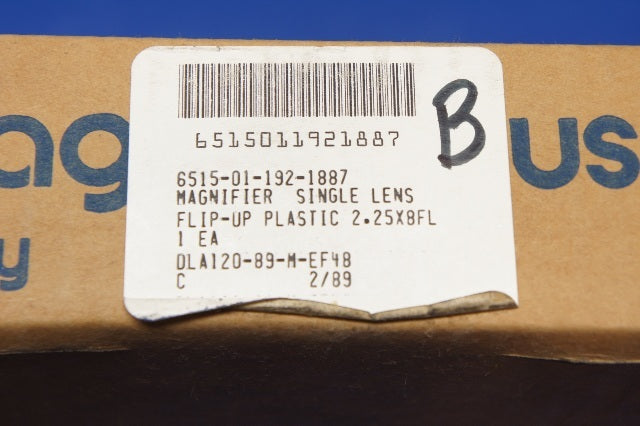 ag
us
y
6515011921887
B
6515-01-192-1887
MAGNIFIER SINGLE LENS
FLIP-UP PLASTIC 2.25X8FL
1 EA
DLA120-89-M-EF48
C 2/89